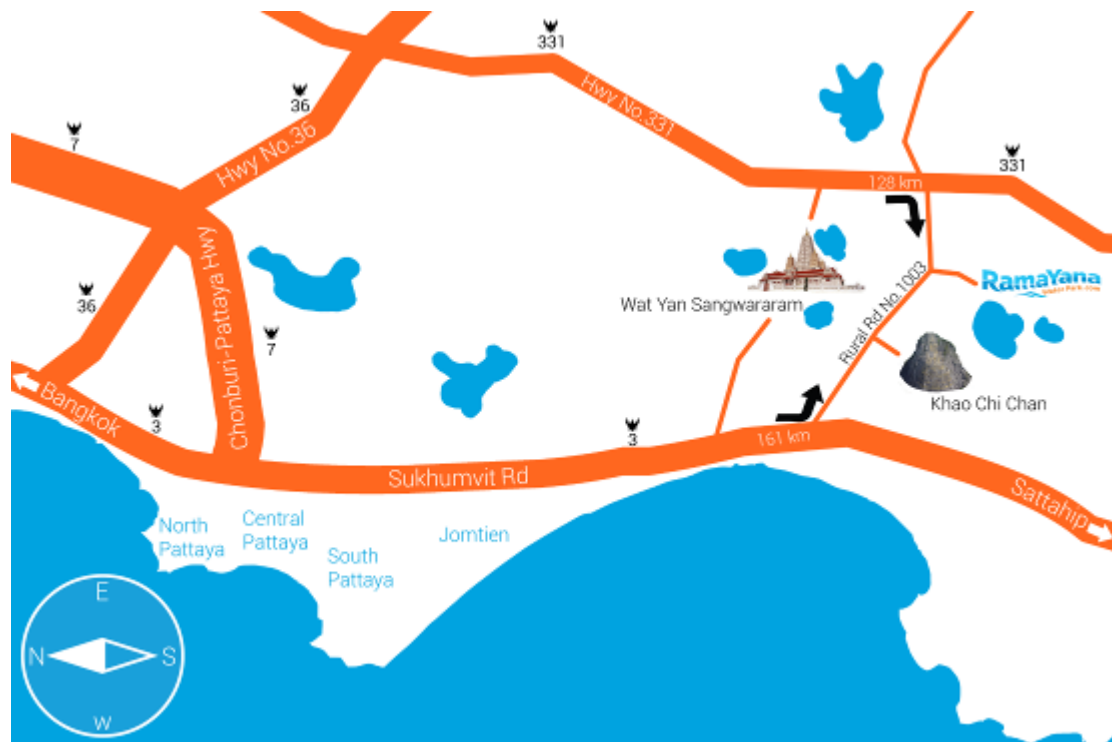 331
36
Hwy No.331
7
Hwy No.36
331
128 km
Chonburi-Pattaya Hwy
RamaYana
36
Wat Yan Sangwararam
Rural Rd No.1003
7
Bangkok
Khao Chi Chan
3
3
161 km
Sukhumvit Rd
Sattahip
North
Pattaya
Central
Pattaya
South
Pattaya
Jomtien
E
N
S
W